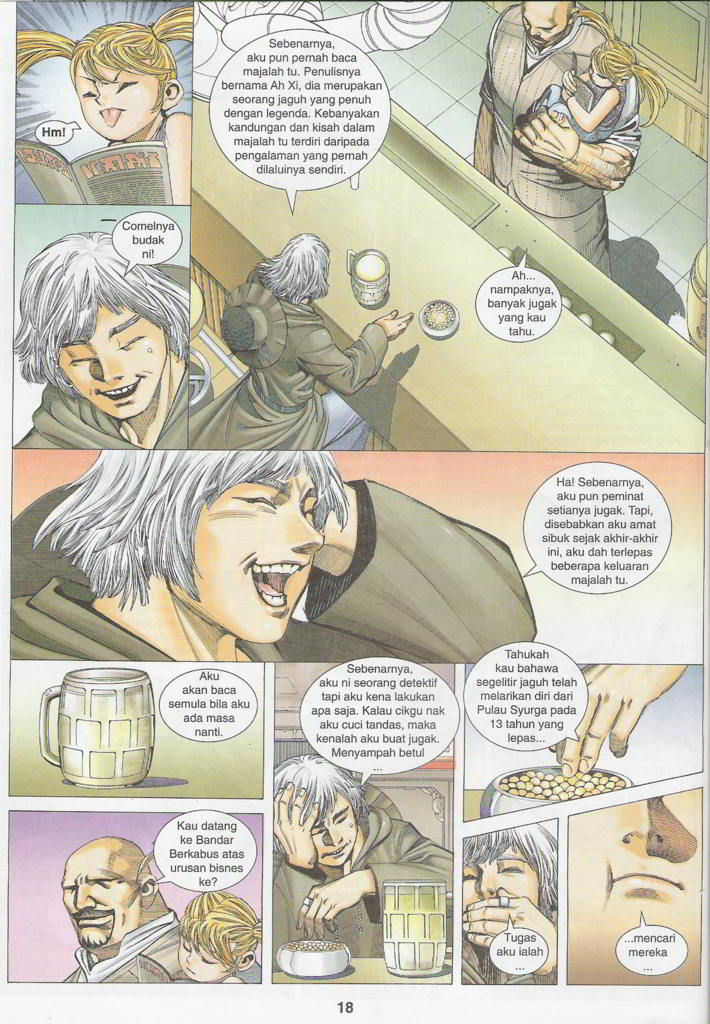 Hm!
Sebenarnya,
aku pun pernah baca
majalah tu. Penulisnya
bernama Ah Xi, dia merupakan
seorang jaguh yang penuh
dengan legenda. Kebanyakan
kandungan dan kisah dalam
majalah tu terdiri daripada
pengalaman yang pernah
dilaluinya sendiri.
Comelnya
budak
ni!
Ah...
nampaknya,
banyak jugak
yang kau
tahu.
Ha! Sebenarnya,
aku pun peminat
setianya jugak. Tapi,
disebabkan aku amat
sibuk sejak akhir-akhir
ini, aku dah terlepas
beberapa keluaran
majalah tu.
Aku
akan baca
semula bila aku
ada masa
nanti.
Kau datang
ke Bandar
Berkabus atas
urusan bisnes
ke?
Sebenarnya,
aku ni seorang detektif
tapi aku kena lakukan
apa saja. Kalau cikgu nak
aku cuci tandas, maka
kenalah aku buat jugak.
Menyampah betul
...
Tahukah
kau bahawa
segelitir jaguh telah
melarikan diri dari
Pulau Syurga pada
13 tahun yang
lepas...
Tugas
aku ialah
...
...mencari
mereka
...
18